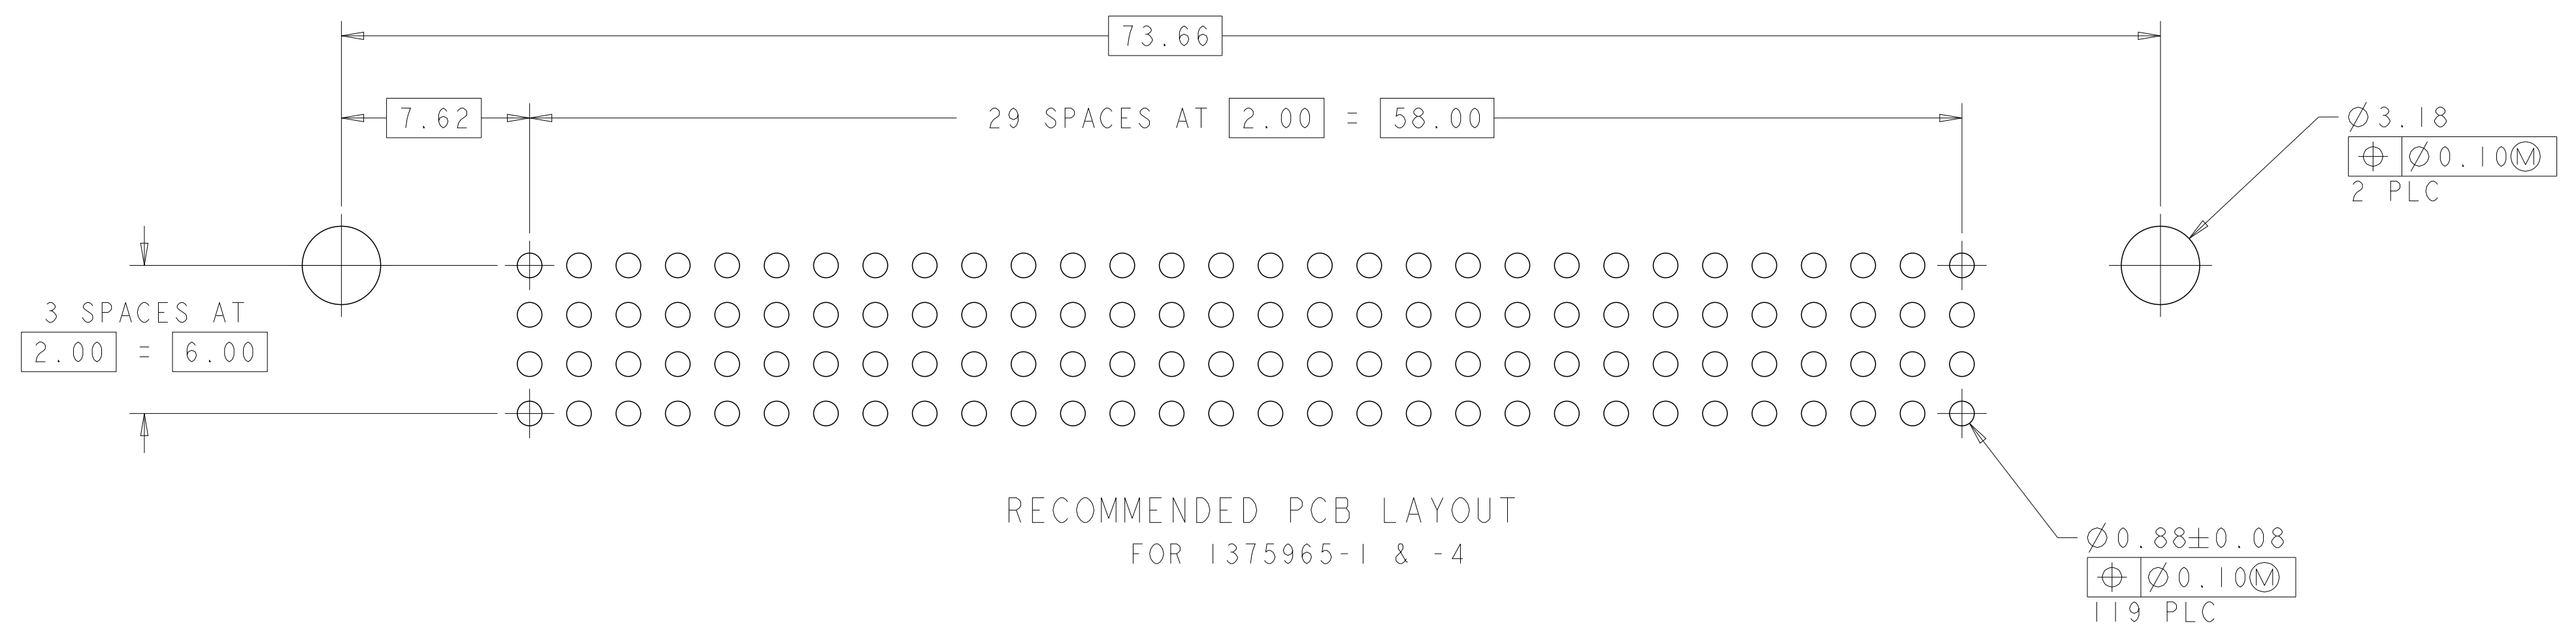 73.66
7.62
29 SPACES AT 2.00 = 58.00
Ø3.18
⌖ Ø0.10Ⓜ
2 PLC
3 SPACES AT
2.00 = 6.00
RECOMMENDED PCB LAYOUT
FOR 1375965-1 & -4
Ø0.88±0.08
⌖ Ø0.10Ⓜ
119 PLC